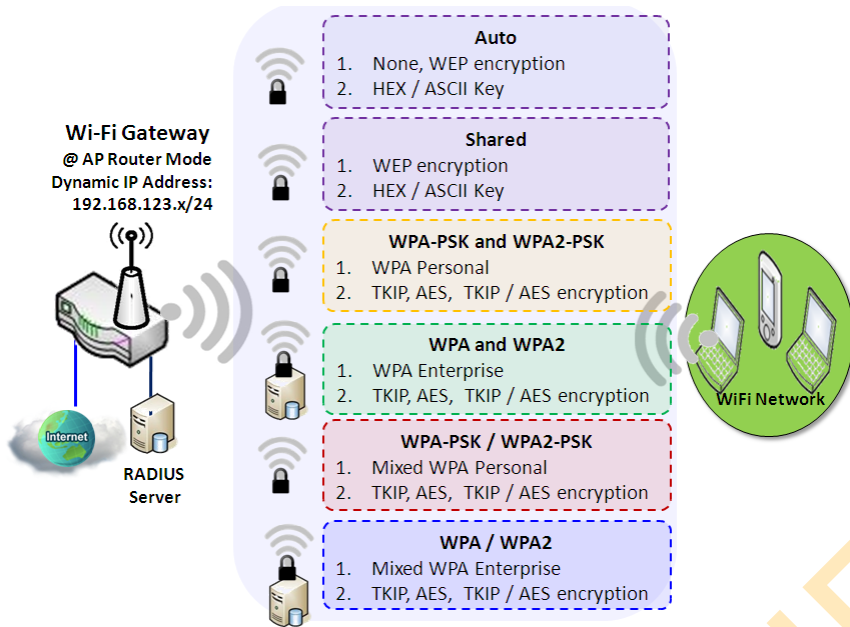 Auto
1. None, WEP encryption
2. HEX / ASCII Key
Wi-Fi Gateway
@ AP Router Mode
Dynamic IP Address:
192.168.123.x/24
Shared
1. WEP encryption
2. HEX / ASCII Key
WPA-PSK and WPA2-PSK
1. WPA Personal
2. TKIP, AES, TKIP / AES encryption
WPA and WPA2
1. WPA Enterprise
2. TKIP, AES, TKIP / AES encryption
WiFi Network
Internet
RADIUS
Server
WPA-PSK / WPA2-PSK
1. Mixed WPA Personal
2. TKIP, AES, TKIP / AES encryption
WPA / WPA2
1. Mixed WPA Enterprise
2. TKIP, AES, TKIP / AES encryption